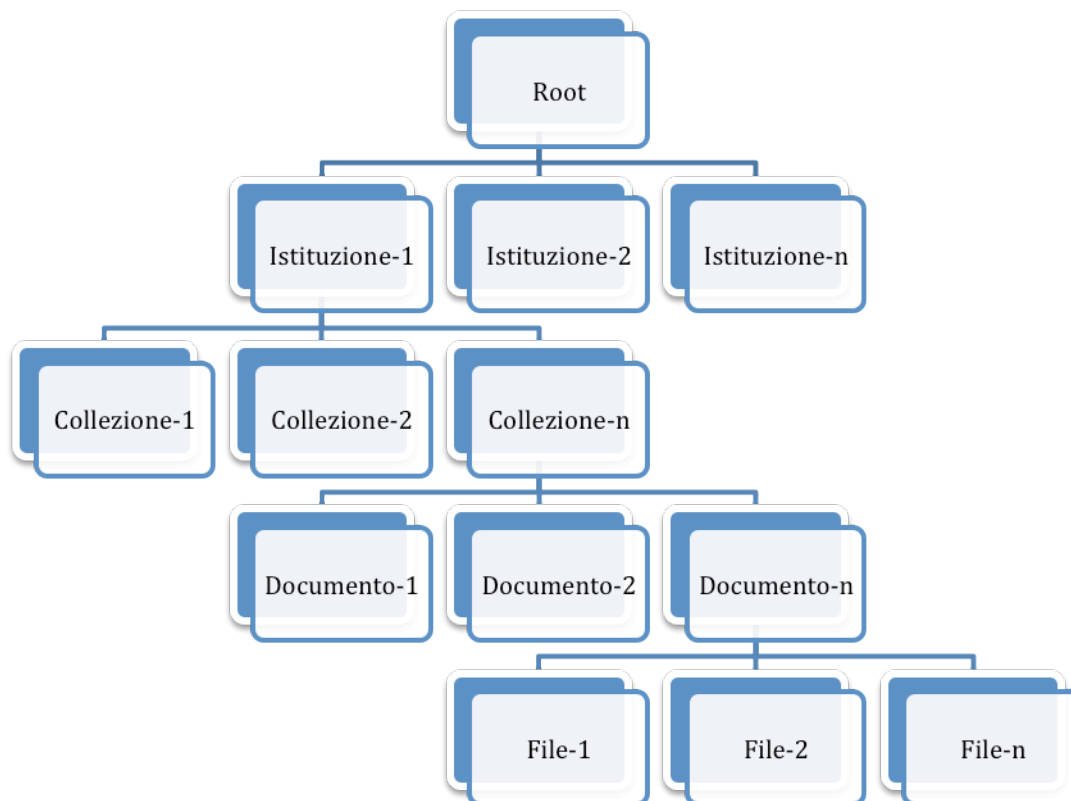 Root
Istituzione-1
Istituzione-2
Istituzione-n
Collezione-1
Collezione-2
Collezione-n
Documento-1
Documento-2
Documento-n
File-1
File-2
File-n